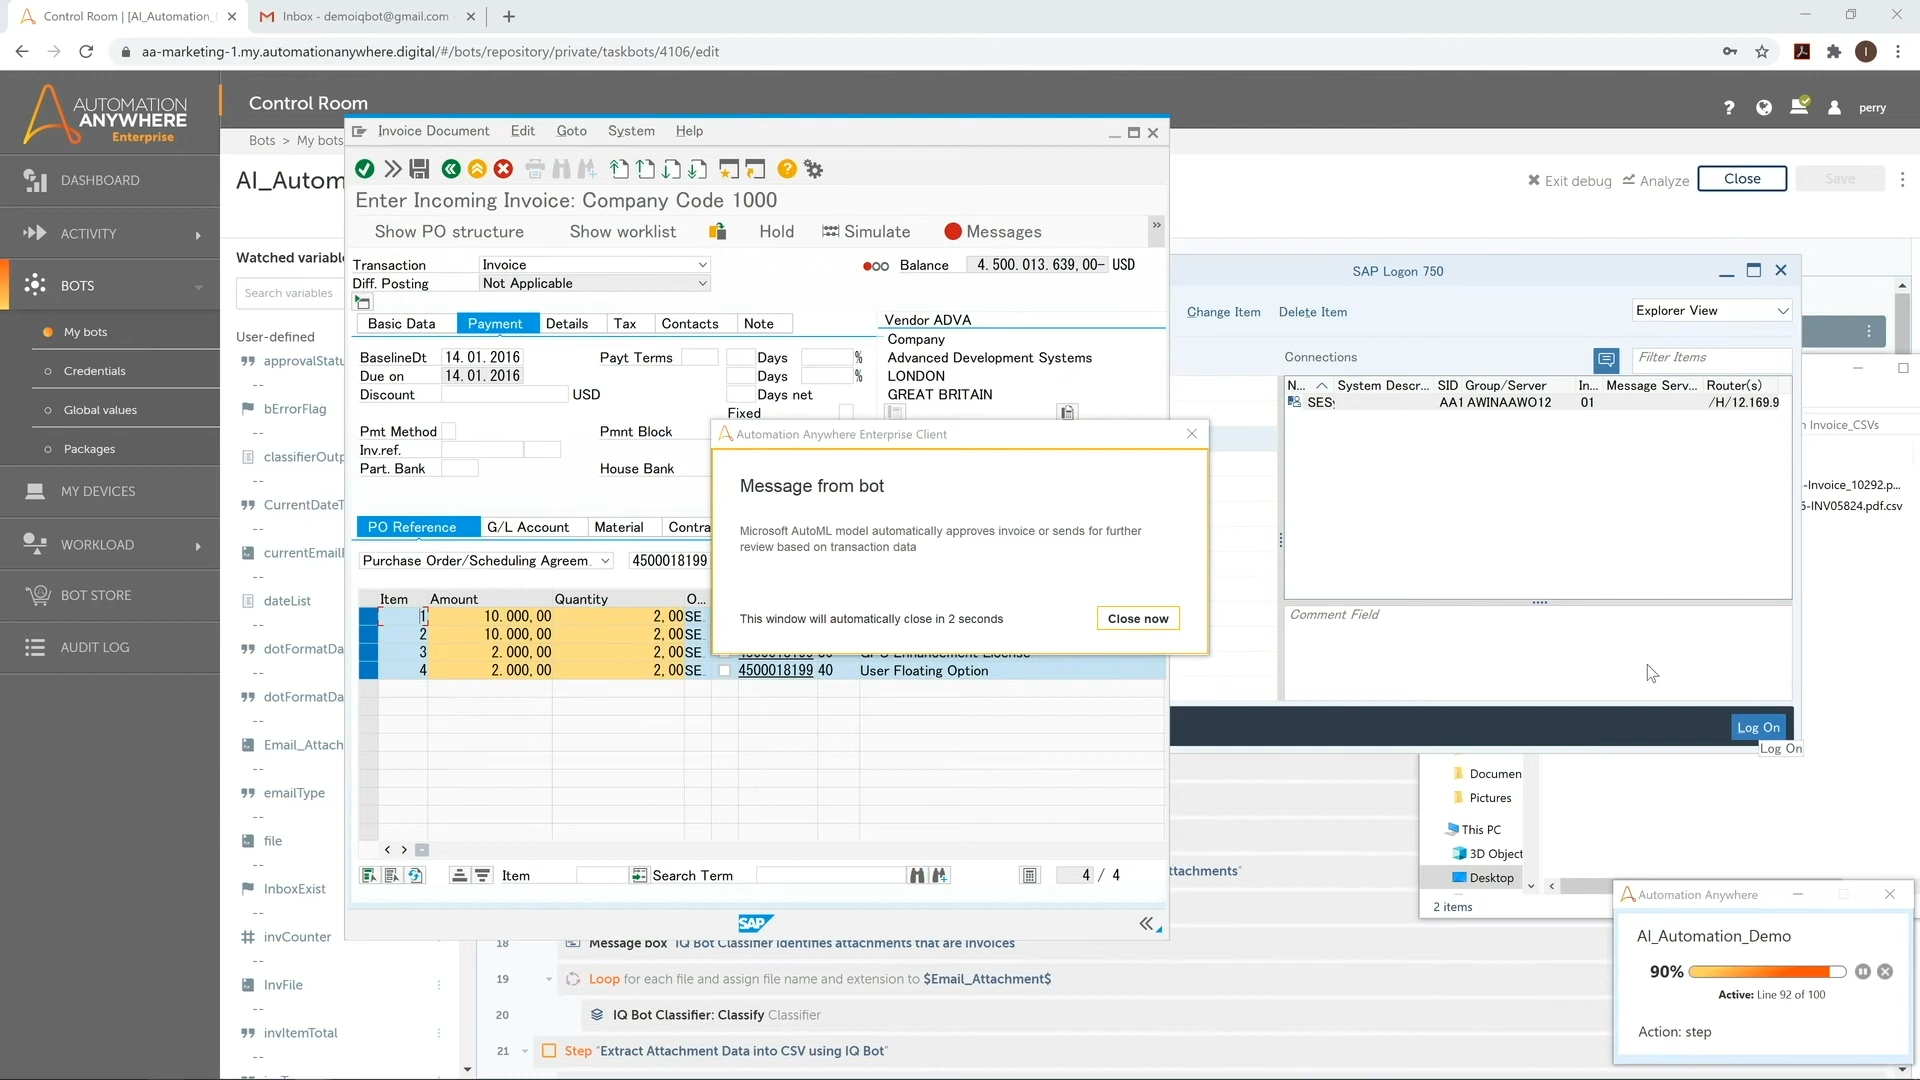 Control Room | [AI_Automation_
Inbox - demoiqbot@gmail.com
aa-marketing-1.my.automationanywhere.digital/#/bots/repository/private/taskbots/4106/edit
I
AUTOMATION
ANYWHERE
Enterprise
Control Room
perry
Bots > My bots
AI_Autom
Exit debug
Analyze
Close
Save
DASHBOARD
ACTIVITY
BOTS
My bots
Credentials
Global values
Packages
MY DEVICES
WORKLOAD
BOT STORE
AUDIT LOG
Watched variable
Search variables
User-defined
approvalStatu
--
bErrorFlag
--
classifierOutp
--
CurrentDateT
--
currentEmail
--
dateList
--
dotFormatDa
--
dotFormatDa
--
Email_Attach
--
emailType
--
file
--
InboxExist
--
invCounter
--
InvFile
--
invItemTotal
--
Invoice Document Edit Goto System Help
Enter Incoming Invoice: Company Code 1000
Show PO structure Show worklist Hold Simulate Messages
Transaction Invoice Balance 4.500.013.639,00- USD
Diff. Posting Not Applicable
Basic Data Payment Details Tax Contacts Note
Vendor ADVA
Company
Advanced Development Systems
LONDON
GREAT BRITAIN
BaselineDt 14.01.2016 Payt Terms Days %
Due on 14.01.2016 Days %
Discount USD Days net
Fixed
Pmt Method Pmnt Block
Inv.ref.
Part. Bank House Bank
PO Reference G/L Account Material Contra
Purchase Order/Scheduling Agreem 4500018199
Item Amount Quantity O...
1 10.000,00 2,00 SE
2 10.000,00 2,00 SE
3 2.000,00 2,00 SE
4 2.000,00 2,00 SE 4500018199 40 User Floating Option
Item Search Term 4 / 4
SAP
Automation Anywhere Enterprise Client
Message from bot
Microsoft AutoML model automatically approves invoice or sends for further
review based on transaction data
This window will automatically close in 2 seconds
Close now
SAP Logon 750
Change Item Delete Item Explorer View
Connections Filter Items
N... System Descr... SID Group/Server In... Message Serv... Router(s)
SES AA1 AWINAAWO12 01 /H/12.169.9
Comment Field
Log On
Log On
n Invoice_CSVs
-Invoice_10292.p...
5-INV05824.pdf.csv
Documen
Pictures
This PC
3D Object
Desktop
2 items
ttachments"
18 Message box "IQ Bot Classifier identifies attachments that are invoices
19 Loop for each file and assign file name and extension to $Email_Attachment$
20 IQ Bot Classifier: Classify Classifier
21 Step "Extract Attachment Data into CSV using IQ Bot"
Automation Anywhere
AI_Automation_Demo
90%
Active: Line 92 of 100
Action: step